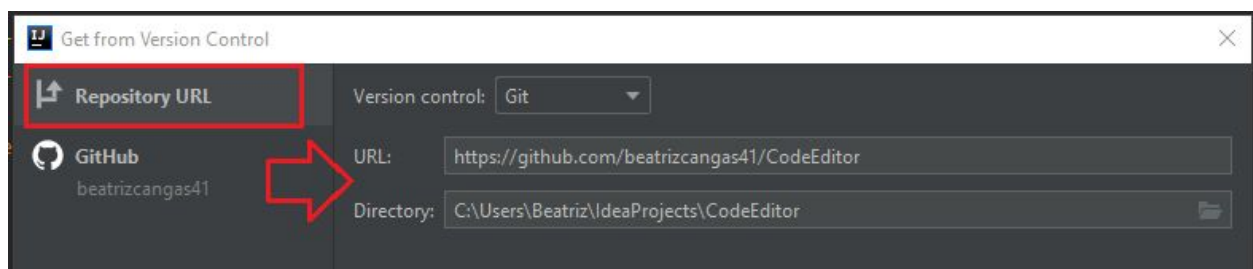 IJ Get from Version Control
Repository URL
GitHub
beatrizcangas41
Version control: Git
URL: https://github.com/beatrizcangas41/CodeEditor
Directory: C:\Users\Beatriz\IdeaProjects\CodeEditor